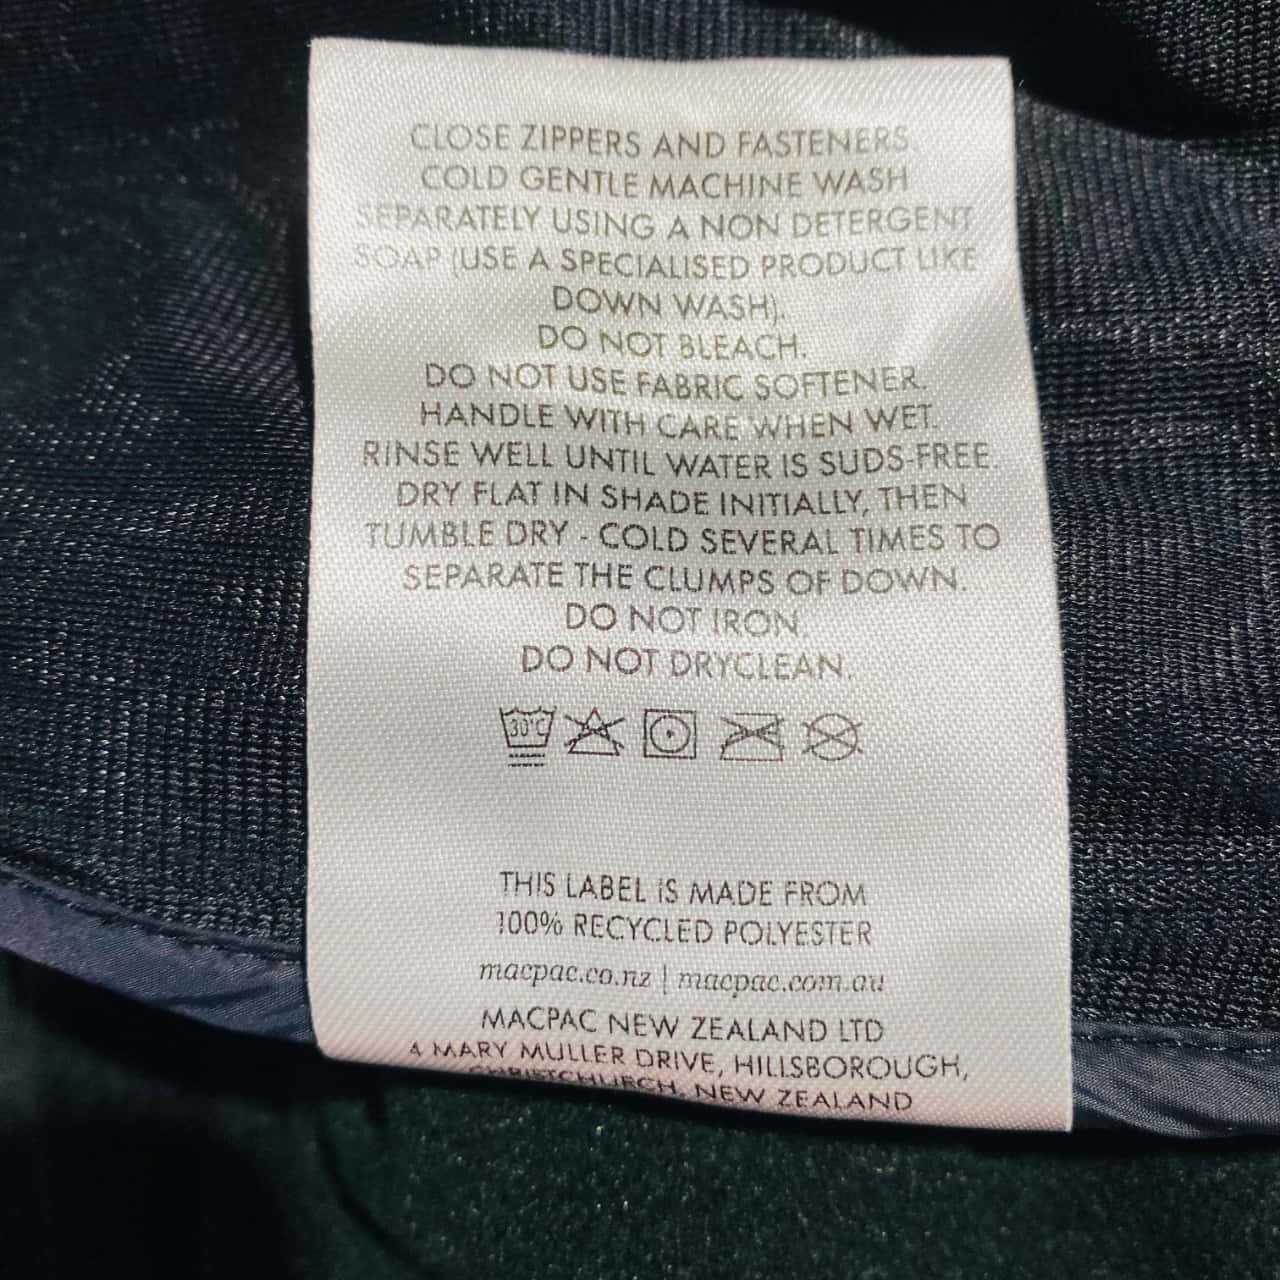 CLOSE ZIPPERS AND FASTENERS.
COLD GENTLE MACHINE WASH
SEPARATELY USING A NON DETERGENT
SOAP (USE A SPECIALISED PRODUCT LIKE
DOWN WASH).
DO NOT BLEACH.
DO NOT USE FABRIC SOFTENER.
HANDLE WITH CARE WHEN WET.
RINSE WELL UNTIL WATER IS SUDS-FREE.
DRY FLAT IN SHADE INITIALLY, THEN
TUMBLE DRY - COLD SEVERAL TIMES TO
SEPARATE THE CLUMPS OF DOWN.
DO NOT IRON.
DO NOT DRYCLEAN.
30°C
THIS LABEL IS MADE FROM
100% RECYCLED POLYESTER
macpac.co.nz | macpac.com.au
MACPAC NEW ZEALAND LTD
4 MARY MULLER DRIVE, HILLSBOROUGH,
CHRISTCHURCH, NEW ZEALAND